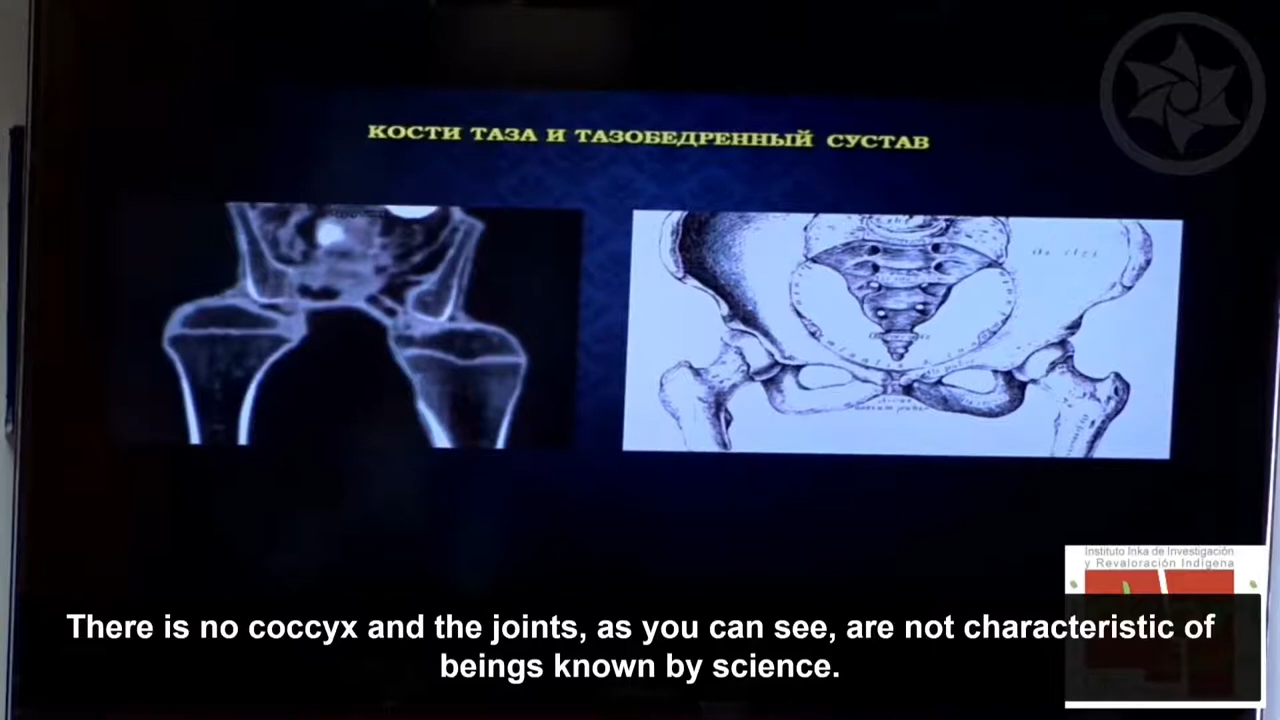 КОСТИ ТАЗА И ТАЗОБЕДРЕННЫЙ СУСТАВ
Instituto Inka de Investigación
y Revaloración Indígena
There is no coccyx and the joints, as you can see, are not characteristic of
beings known by science.